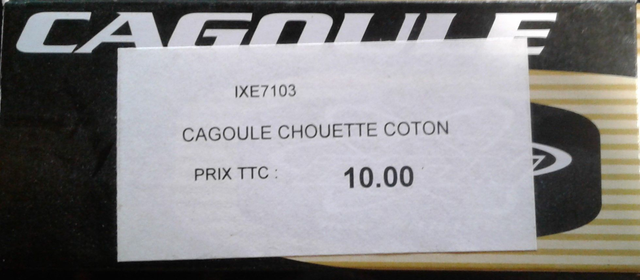 CAGOULE
IXE7103
CAGOULE CHOUETTE COTON
PRIX TTC : 10.00